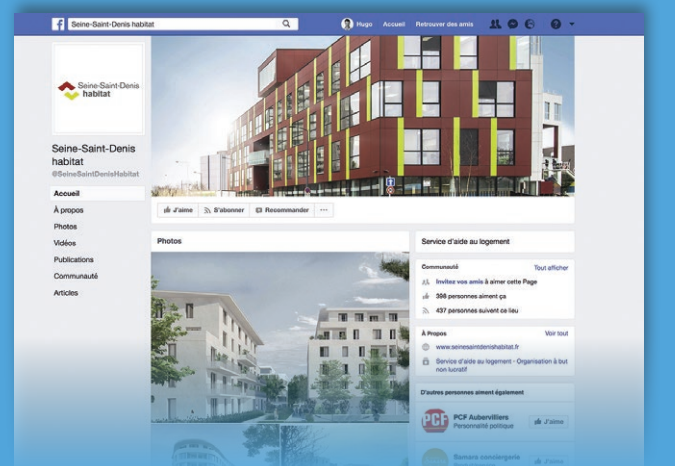 Seine-Saint-Denis habitat
Hugo Accueil Retrouver des amis
Seine-Saint-Denis
habitat
Seine-Saint-Denis
habitat
@SeineSaintDenisHabitat
Accueil
À propos
Photos
Vidéos
Publications
Communauté
Articles
J'aime S'abonner Recommander ...
Photos
Service d'aide au logement
Communauté Tout afficher
Invitez vos amis à aimer cette Page
398 personnes aiment ça
437 personnes suivent ce lieu
À Propos Voir tout
www.seinesaintdenishabitat.fr
Service d'aide au logement - Organisation à but
non lucratif
D'autres personnes aiment également
PCF
PCF Aubervilliers
Personnalité politique
J'aime
Samara conciergerie
J'aime